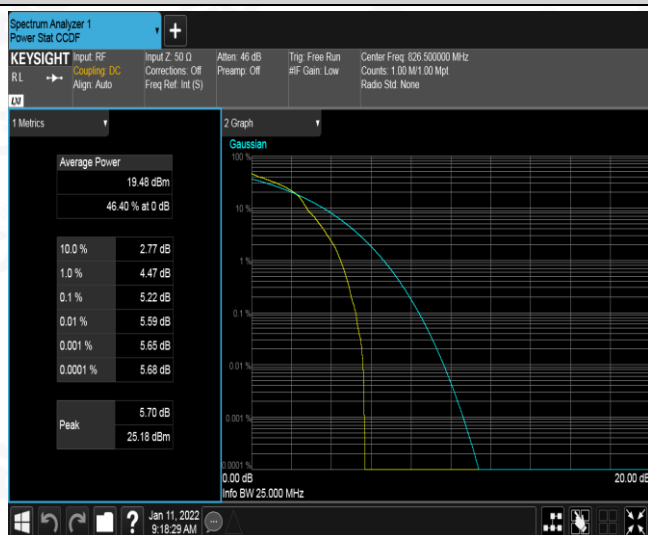 Spectrum Analyzer 1
Power Stat CCDF
KEYSIGHT
RL
LXI
Input: RF
Coupling: DC
Align: Auto
Input Z: 50 Ω
Corrections: Off
Freq Ref: Int (S)
Atten: 46 dB
Preamp: Off
Trig: Free Run
#IF Gain: Low
Center Freq: 826.500000 MHz
Counts: 1.00 M/1.00 Mpt
Radio Std: None
1 Metrics
Average Power
19.48 dBm
46.40 % at 0 dB
10.0 % 2.77 dB
1.0 % 4.47 dB
0.1 % 5.22 dB
0.01 % 5.59 dB
0.001 % 5.65 dB
0.0001 % 5.68 dB
Peak
5.70 dB
25.18 dBm
2 Graph
Gaussian
100 %
10 %
1 %
0.1 %
0.01 %
0.001 %
0.0001 %
0.00 dB
20.00 dB
Info BW 25.000 MHz
Jan 11, 2022
9:18:29 AM